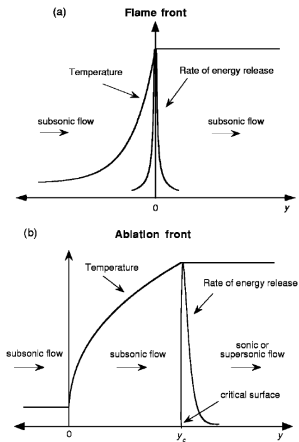 (a) Flame front
Temperature
Rate of energy release
subsonic flow
subsonic flow
0
y
(b) Ablation front
Temperature
Rate of energy release
subsonic flow
subsonic flow
sonic or
supersonic flow
critical surface
0
yc
y